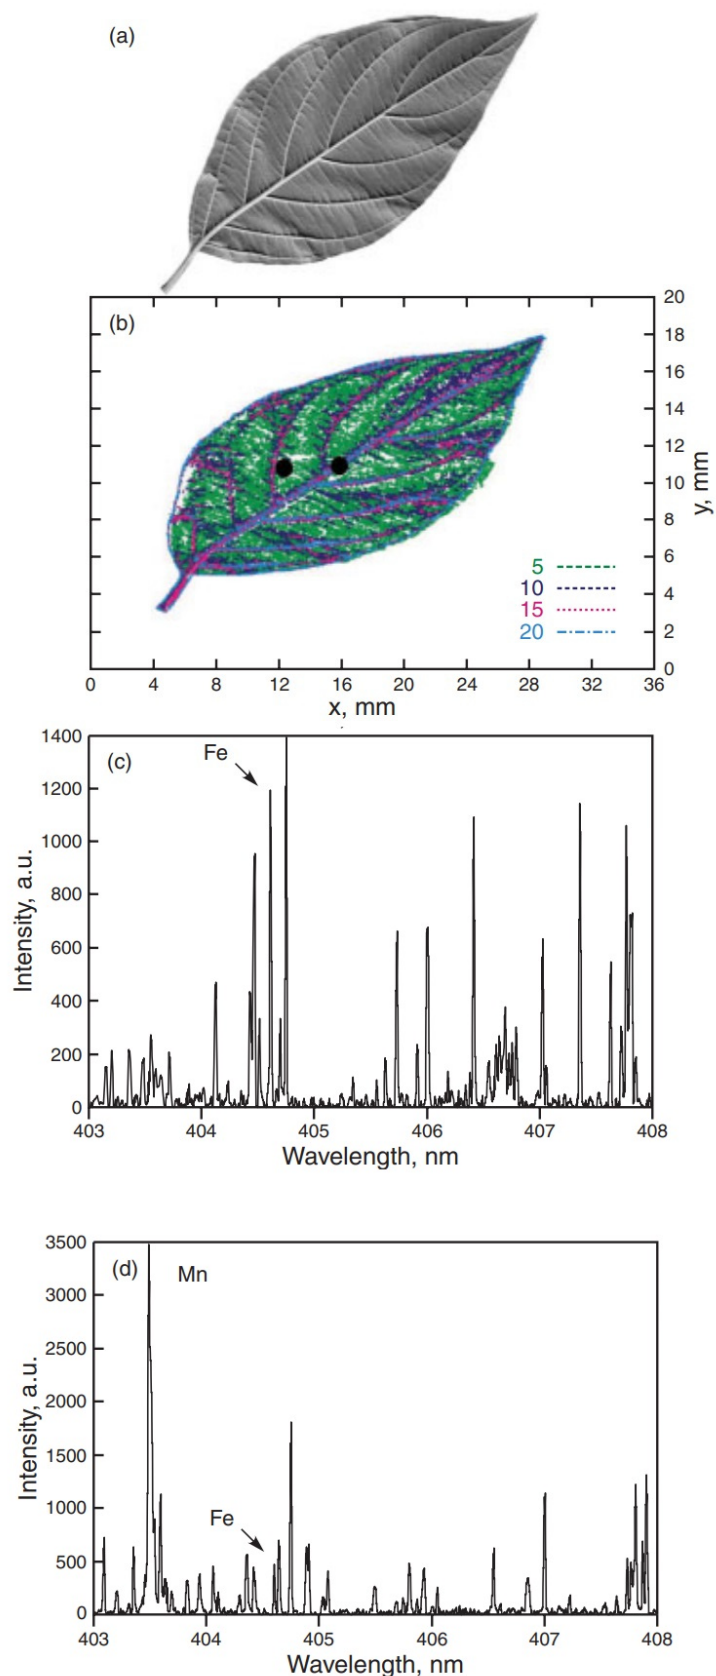 (a)
(b)
20
18
16
14
12
10
8
6
4
2
0
y, mm
5
10
15
20
0 4 8 12 16 20 24 28 32 36
x, mm
(c)
Fe
1400
1200
1000
800
600
400
200
0
Intensity, a.u.
403 404 405 406 407 408
Wavelength, nm
(d)
Mn
Fe
3500
3000
2500
2000
1500
1000
500
0
Intensity, a.u.
403 404 405 406 407 408
Wavelength, nm